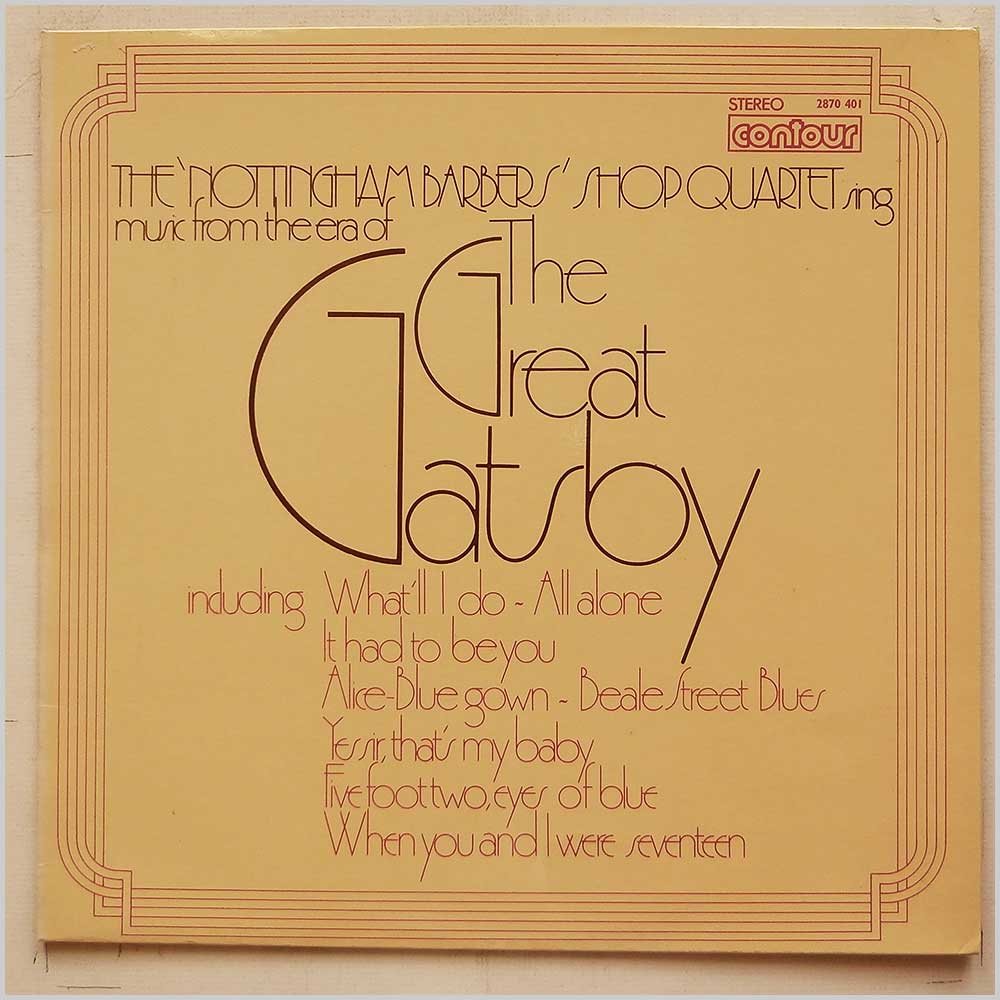 STEREO 2870 401
contour
THE 'NOTTINGHAM BARBERS' SHOP QUARTET sing
music from the era of
The
Great
Gatsby
including What'll I do ~ All alone
It had to be you
Alice-Blue gown ~ Beale Street Blues
Yes sir, that's my baby
Five foot two, eyes of blue
When you and I were seventeen